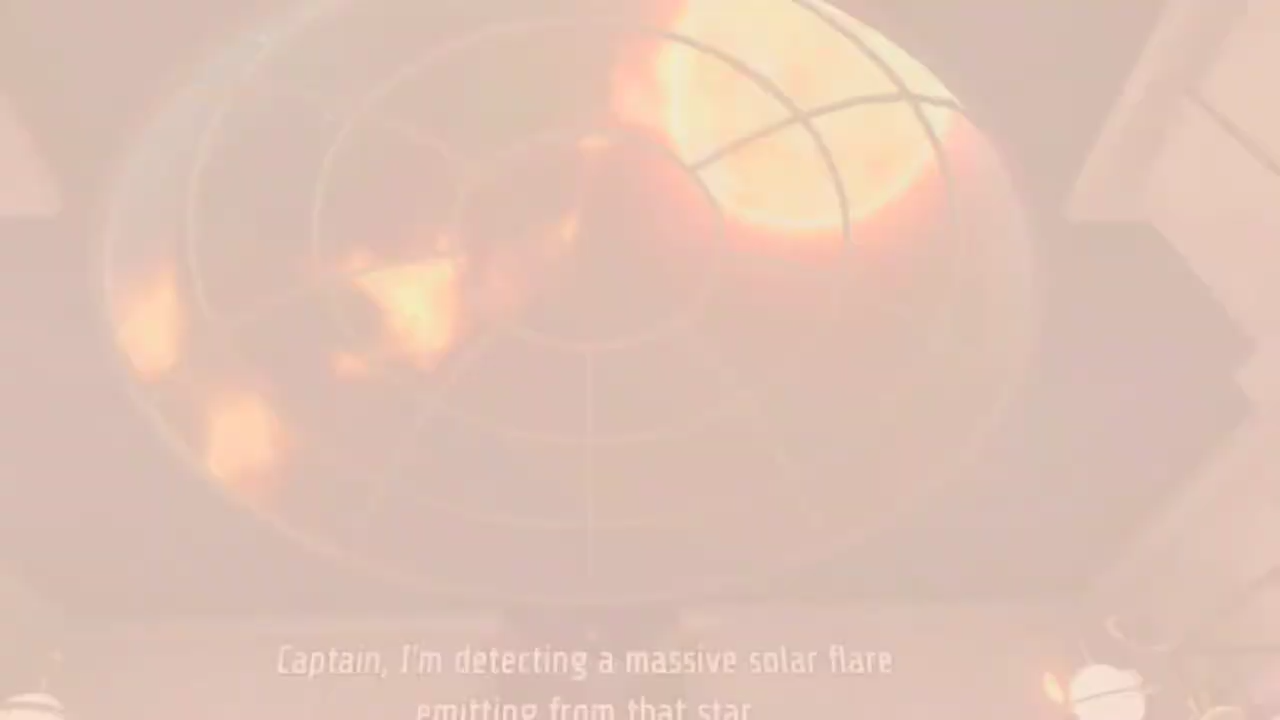 Captain, I'm detecting a massive solar flare
emitting from that star